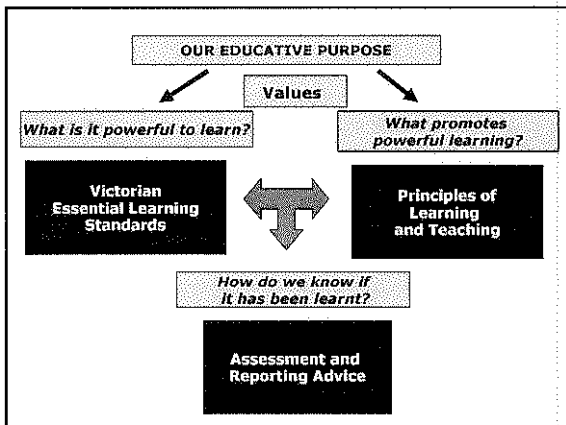 OUR EDUCATIVE PURPOSE
Values
What is it powerful to learn?
What promotes
powerful learning?
Victorian
Essential Learning
Standards
Principles of
Learning
and Teaching
How do we know if
it has been learnt?
Assessment and
Reporting Advice